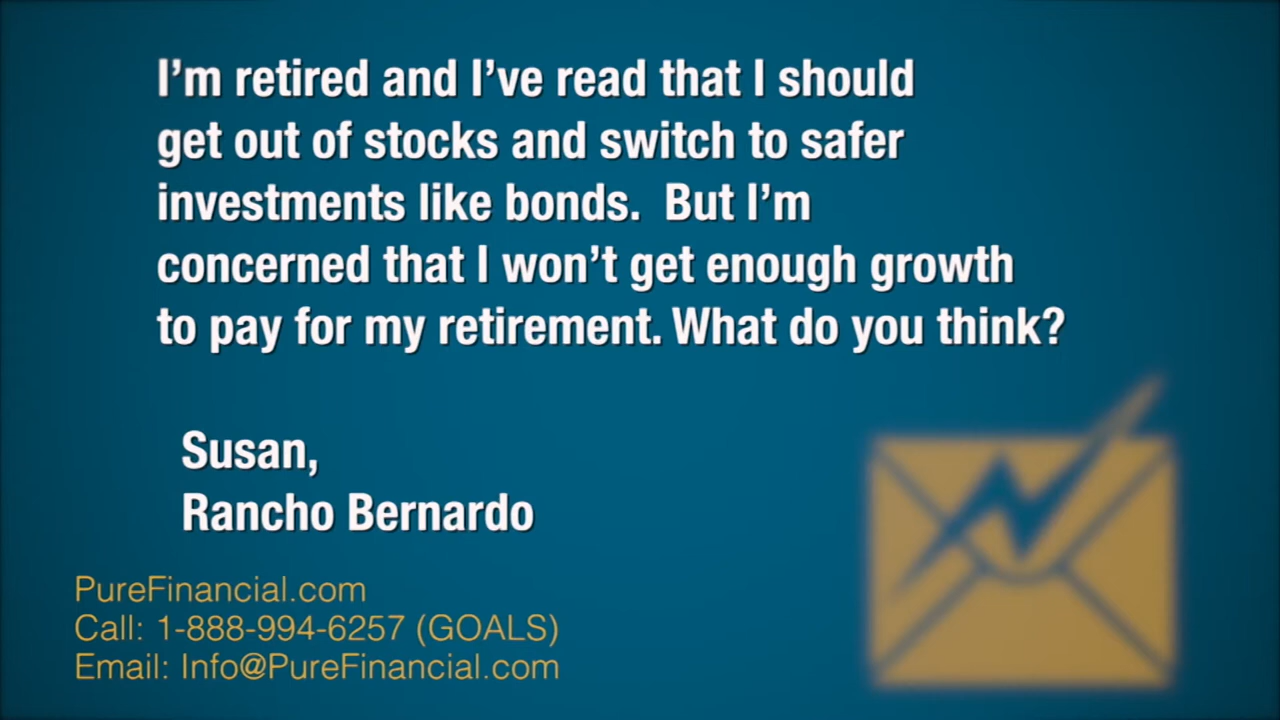 I'm retired and I've read that I should
get out of stocks and switch to safer
investments like bonds.  But I'm
concerned that I won't get enough growth
to pay for my retirement. What do you think?
Susan,
Rancho Bernardo
PureFinancial.com
Call: 1-888-994-6257 (GOALS)
Email: Info@PureFinancial.com